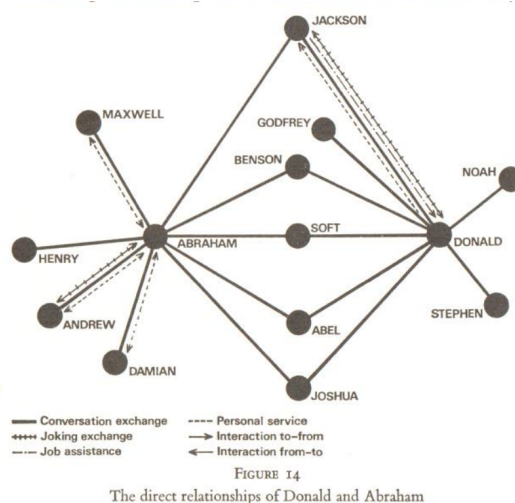 JACKSON
MAXWELL
GODFREY
BENSON
NOAH
SOFT
ABRAHAM
DONALD
HENRY
ANDREW
STEPHEN
ABEL
DAMIAN
JOSHUA
Conversation exchange
Joking exchange
Job assistance
Personal service
Interaction to–from
Interaction from–to
FIGURE 14
The direct relationships of Donald and Abraham